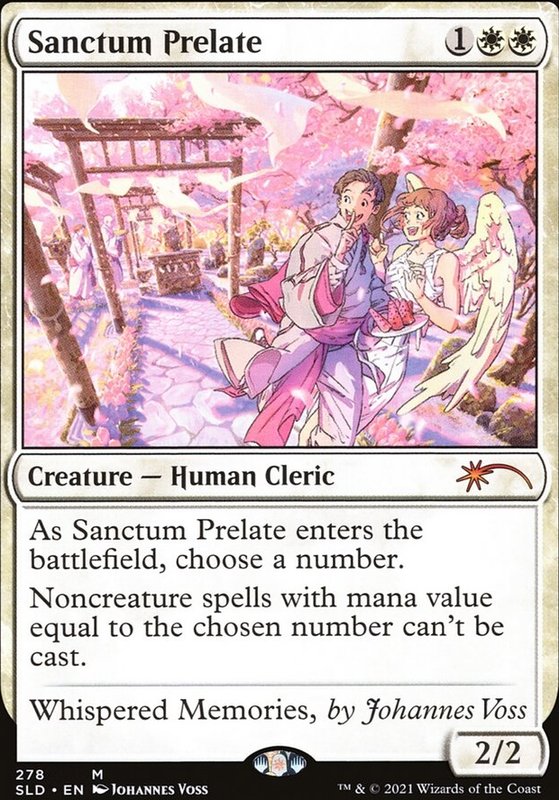 Sanctum Prelate
1
Creature — Human Cleric
As Sanctum Prelate enters the
battlefield, choose a number.
Noncreature spells with mana value
equal to the chosen number can't be
cast.
Whispered Memories, by Johannes Voss
2/2
278 M
SLD • EN Johannes Voss
™ & © 2021 Wizards of the Coast